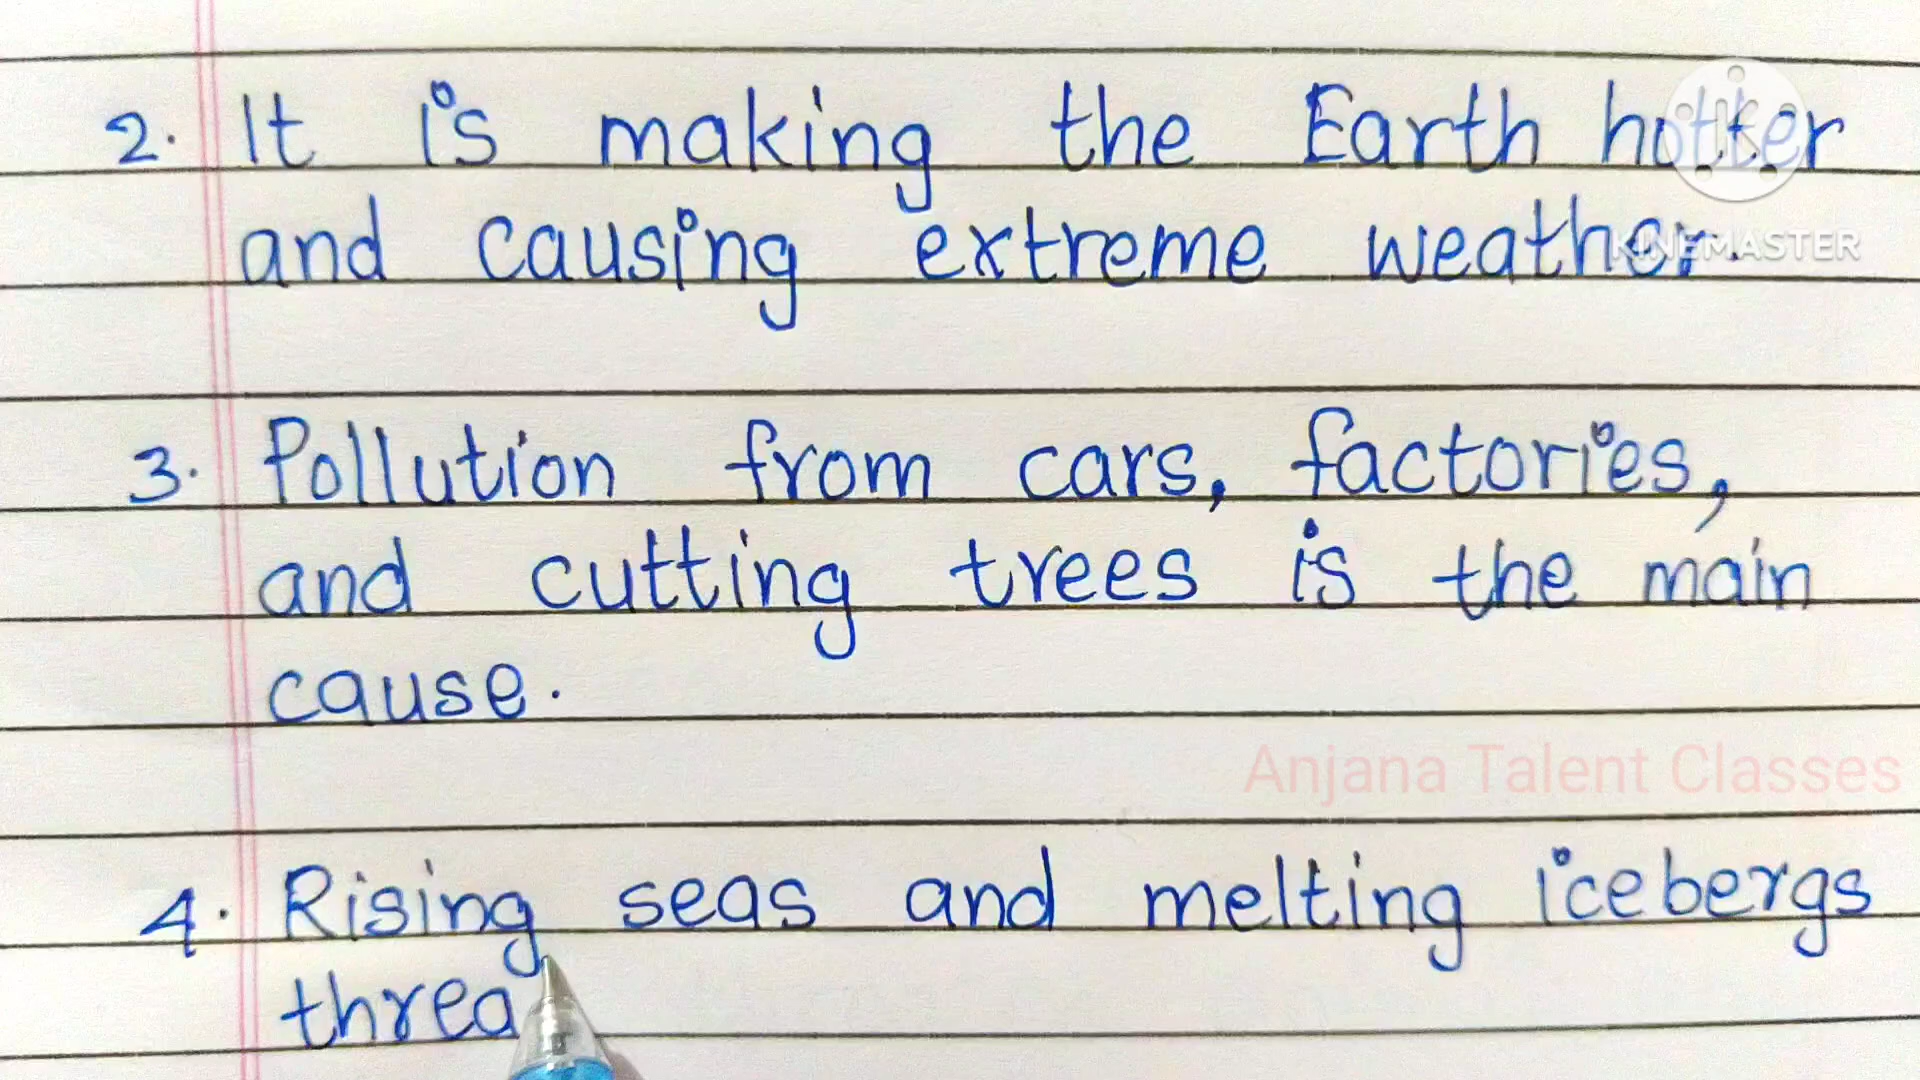 2. It is making the Earth hotter
and causing extreme weather.
KINEMASTER
3. Pollution from cars, factories,
and cutting trees is the main
cause.
Anjana Talent Classes
4. Rising seas and melting icebergs
threa